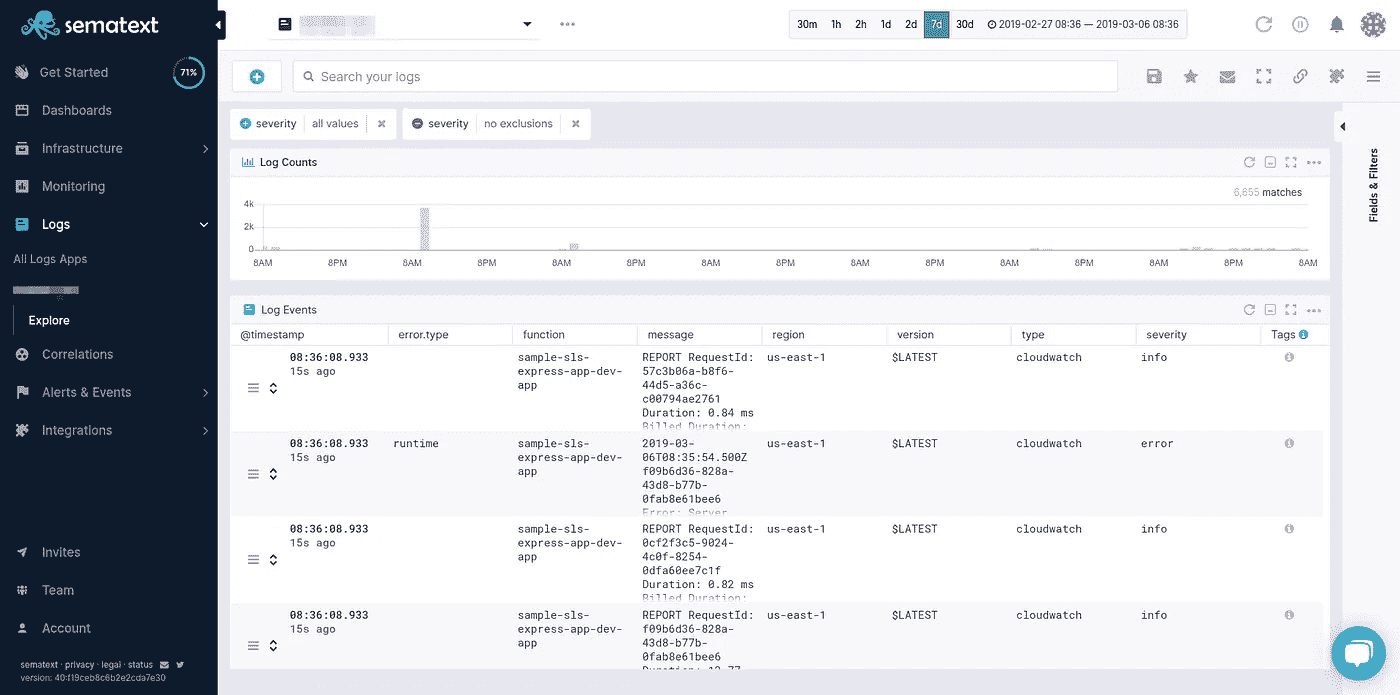 sematext
Get Started
71%
Dashboards
Infrastructure
Monitoring
Logs
All Logs Apps
Explore
Correlations
Alerts & Events
Integrations
Invites
Team
Account
sematext · privacy · legal · status
version: 40:f19ceb8c6b2e2cda7e30
30m 1h 2h 1d 2d 7d 30d 2019-02-27 08:36 — 2019-03-06 08:36
Search your logs
severity all values
severity no exclusions
Fields & Filters
Log Counts
6,655 matches
4k
2k
0
8AM 8PM 8AM 8PM 8AM 8PM 8AM 8PM 8AM 8PM 8AM 8PM 8AM 8PM 8AM
Log Events
@timestamp error.type function message region version type severity Tags
08:36:08.933 sample-sls- REPORT RequestId: us-east-1 $LATEST cloudwatch info
15s ago express-app-dev- 57c3b06a-b8f6-
app 44d5-a36c-
c00794ae2761
Duration: 0.84 ms
Billed Duration:
08:36:08.933 runtime sample-sls- 2019-03- us-east-1 $LATEST cloudwatch error
15s ago express-app-dev- 06T08:35:54.500Z
app f09b6d36-828a-
43d8-b77b-
0fab8e61bee6
Error: Server
08:36:08.933 sample-sls- REPORT RequestId: us-east-1 $LATEST cloudwatch info
15s ago express-app-dev- 0cf2f3c5-9024-
app 4c0f-8254-
0dfa60ee7c1f
Duration: 0.82 ms
Billed Duration:
08:36:08.933 sample-sls- REPORT RequestId: us-east-1 $LATEST cloudwatch info
15s ago express-app-dev- f09b6d36-828a-
app 43d8-b77b-
0fab8e61bee6